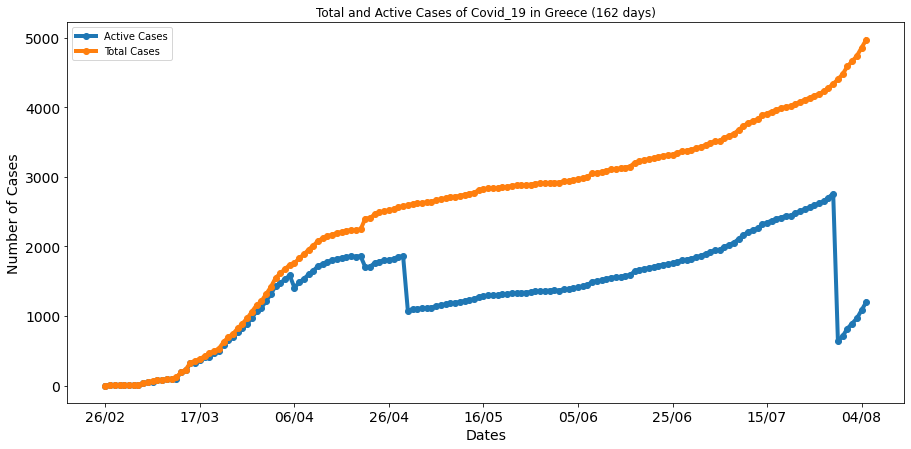 Total and Active Cases of Covid_19 in Greece (162 days)
Active Cases
Total Cases
Number of Cases
5000
4000
3000
2000
1000
0
26/02 17/03 06/04 26/04 16/05 05/06 25/06 15/07 04/08
Dates